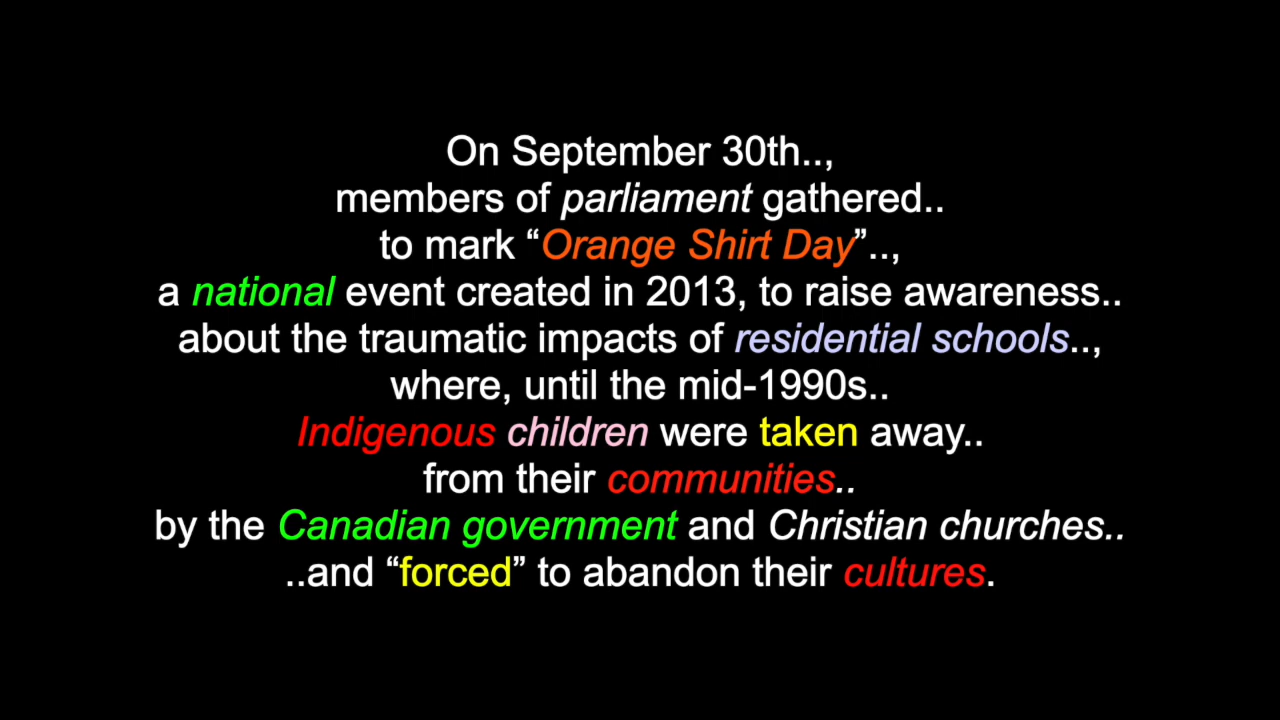 On September 30th..,
members of parliament gathered..
to mark “Orange Shirt Day”..,
a national event created in 2013, to raise awareness..
about the traumatic impacts of residential schools..,
where, until the mid-1990s..
Indigenous children were taken away..
from their communities..
by the Canadian government and Christian churches..
..and “forced” to abandon their cultures.